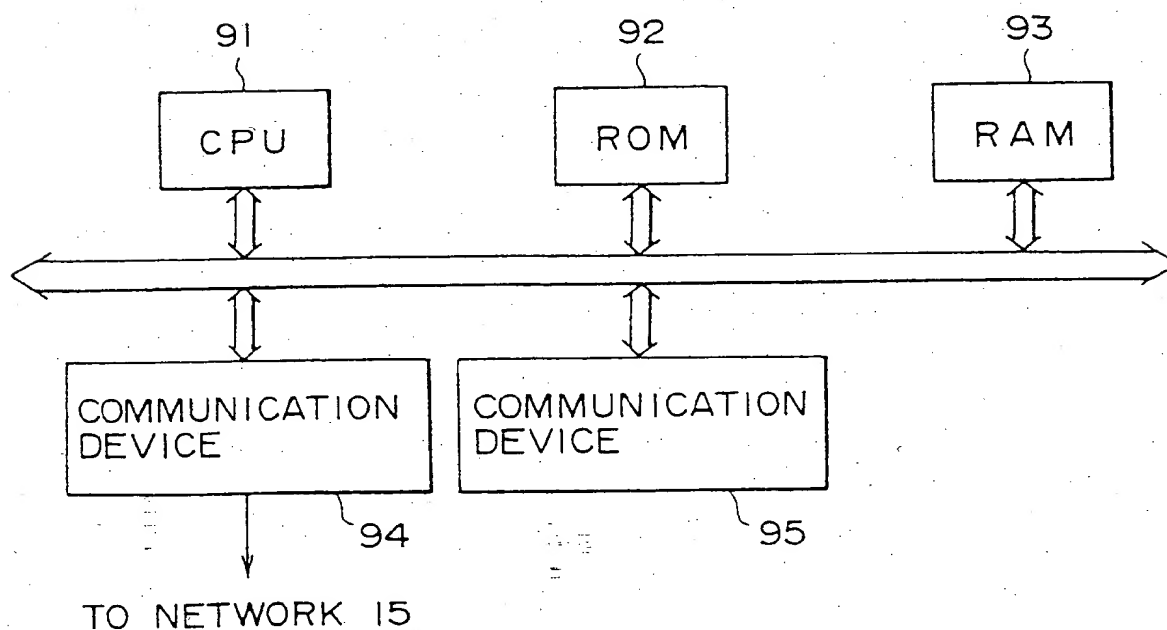 91
92
93
CPU
ROM
RAM
COMMUNICATION
DEVICE
COMMUNICATION
DEVICE
94
95
TO NETWORK 15